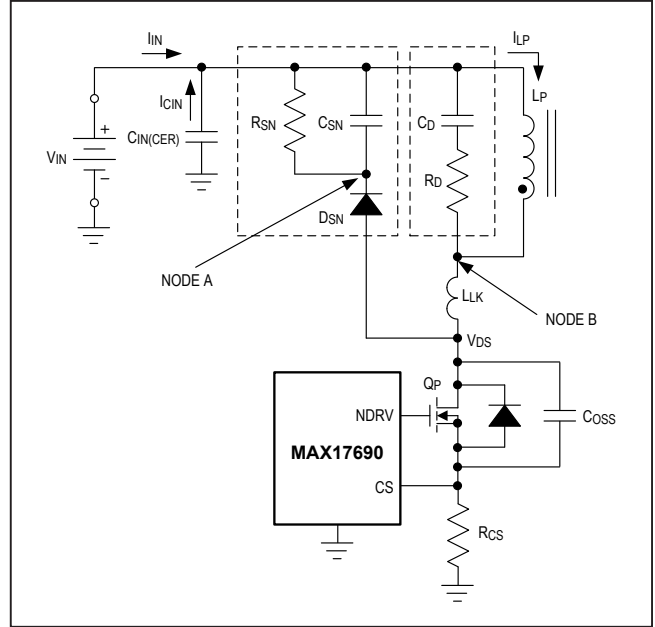 IIN
ILP
LP
ICIN
RSN
CSN
CD
CIN(CER)
VIN
+
−
RD
DSN
NODE A
LLK
NODE B
VDS
QP
NDRV
COSS
MAX17690
CS
RCS